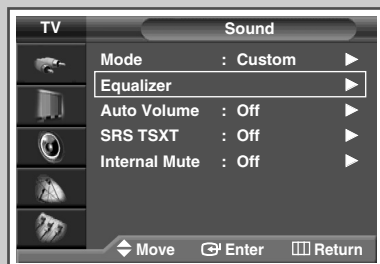 TV Sound
Mode : Custom
Equalizer
Auto Volume : Off
SRS TSXT : Off
Internal Mute : Off
Move Enter Return